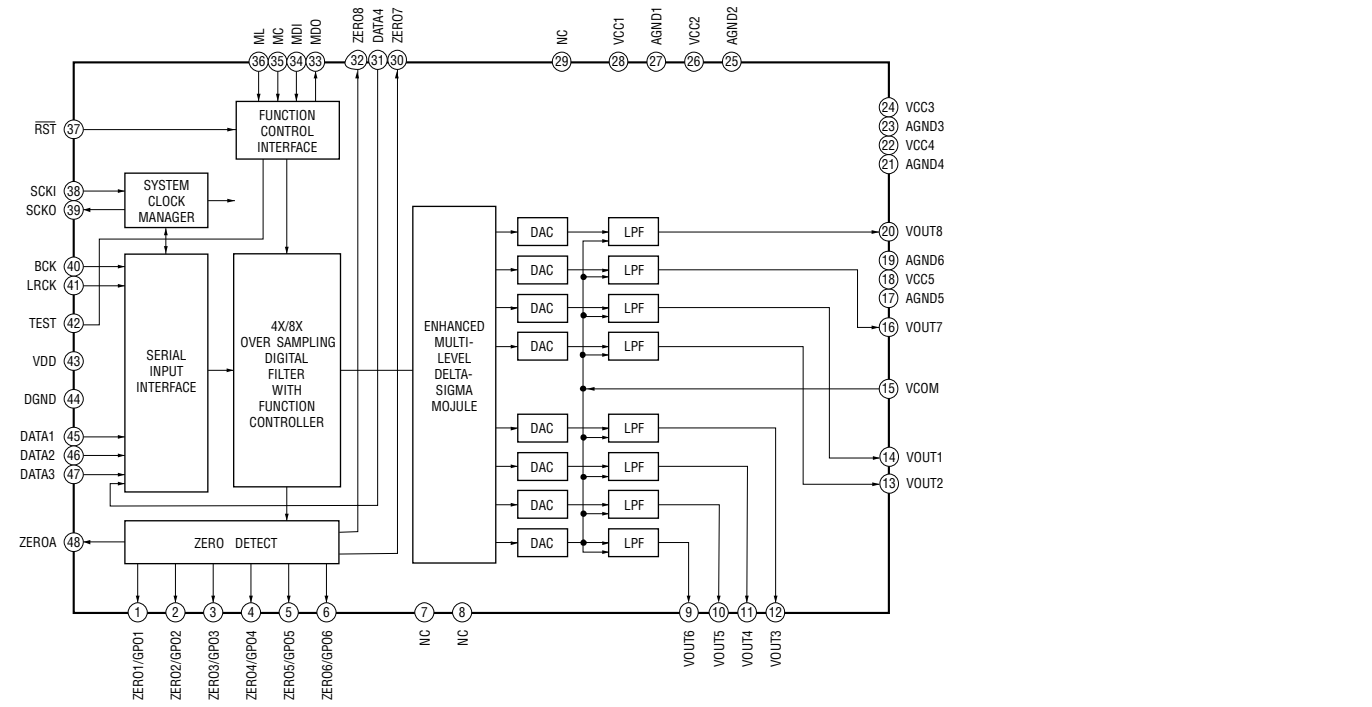 ML
MC
MDI
MDO
ZERO8
DATA4
ZERO7
NC
VCC1
AGND1
VCC2
AGND2
36
35
34
33
32
31
30
29
28
27
26
25
FUNCTION
CONTROL
INTERFACE
RST
37
24
VCC3
23
AGND3
22
VCC4
21
AGND4
SCKI
38
SCKO
39
SYSTEM
CLOCK
MANAGER
BCK
40
LRCK
41
TEST
42
VDD
43
DGND
44
DATA1
45
DATA2
46
DATA3
47
ZEROA
48
SERIAL
INPUT
INTERFACE
4X/8X
OVER SAMPLING
DIGITAL
FILTER
WITH
FUNCTION
CONTROLLER
ENHANCED
MULTI-
LEVEL
DELTA-
SIGMA
MOJULE
DAC
LPF
DAC
LPF
DAC
LPF
DAC
LPF
DAC
LPF
DAC
LPF
DAC
LPF
DAC
LPF
20
VOUT8
19
AGND6
18
VCC5
17
AGND5
16
VOUT7
15
VCOM
14
VOUT1
13
VOUT2
ZERO DETECT
1
2
3
4
5
6
7
8
9
10
11
12
ZERO1/GPO1
ZERO2/GPO2
ZERO3/GPO3
ZERO4/GPO4
ZERO5/GPO5
ZERO6/GPO6
NC
NC
VOUT6
VOUT5
VOUT4
VOUT3